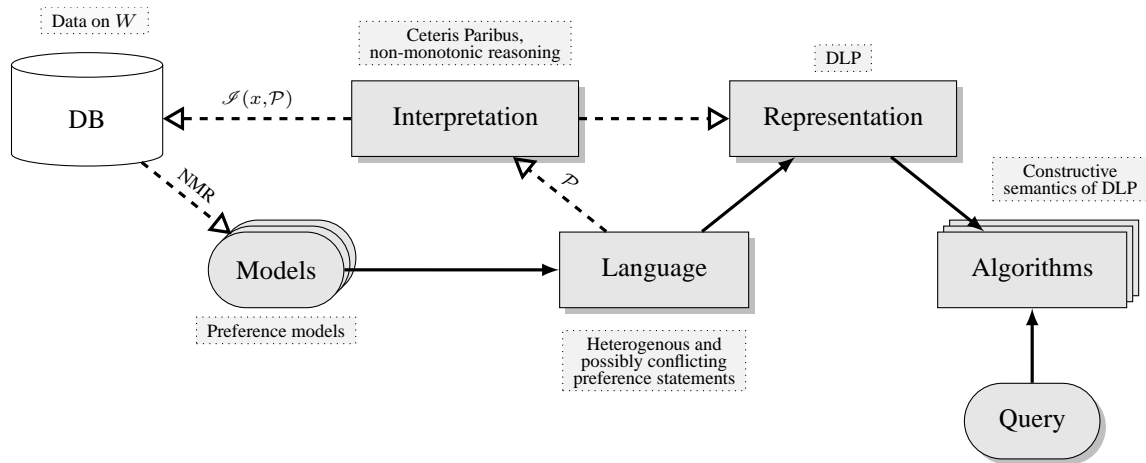 Data on W
Ceteris Paribus,
non-monotonic reasoning
DLP
DB
ℐ(x,𝒫)
Interpretation
Representation
NMR
𝒫
Constructive
semantics of DLP
Models
Language
Algorithms
Preference models
Heterogenous and
possibly conflicting
preference statements
Query